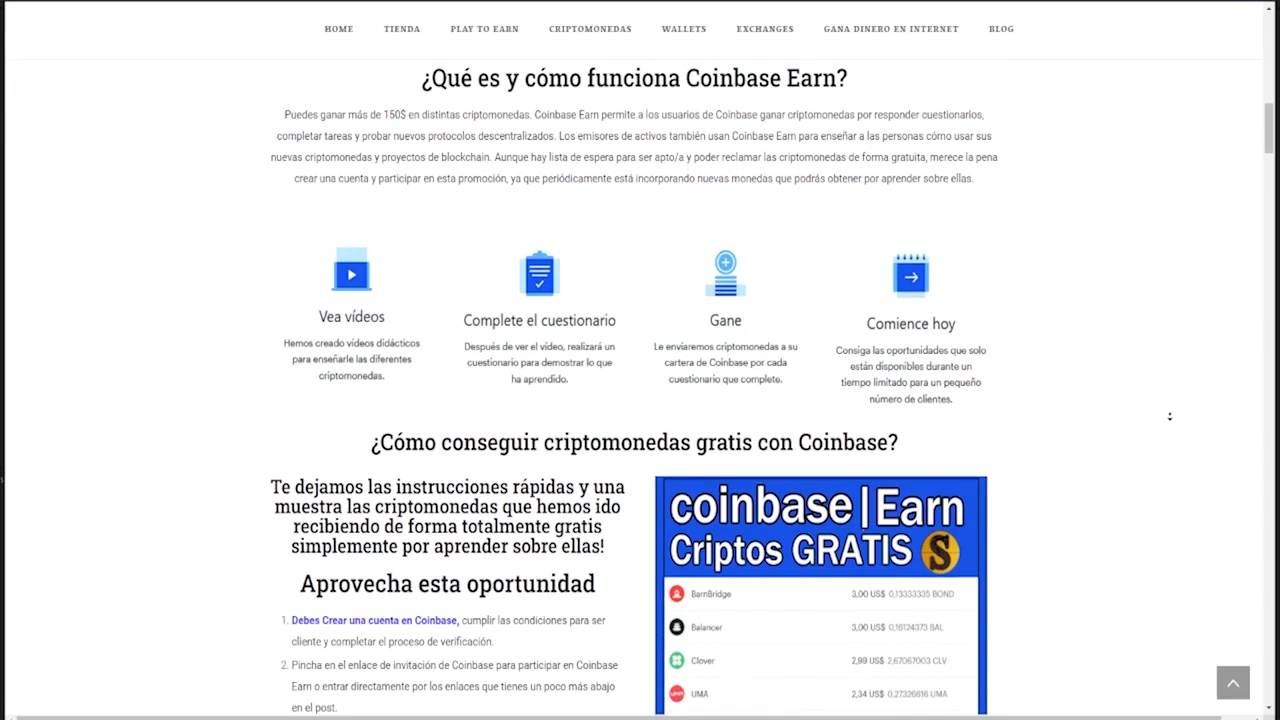 HOME TIENDA PLAY TO EARN CRIPTOMONEDAS WALLETS EXCHANGES GANA DINERO EN INTERNET BLOG
¿Qué es y cómo funciona Coinbase Earn?
Puedes ganar más de 150$ en distintas criptomonedas. Coinbase Earn permite a los usuarios de Coinbase ganar criptomonedas por responder cuestionarios,
completar tareas y probar nuevos protocolos descentralizados. Los emisores de activos también usan Coinbase Earn para enseñar a las personas cómo usar sus
nuevas criptomonedas y proyectos de blockchain. Aunque hay lista de espera para ser apto/a y poder reclamar las criptomonedas de forma gratuita, merece la pena
crear una cuenta y participar en esta promoción, ya que periódicamente está incorporando nuevas monedas que podrás obtener por aprender sobre ellas.
Vea vídeos
Hemos creado videos didácticos
para enseñarle las diferentes
criptomonedas.
Complete el cuestionario
Después de ver el vídeo, realizará un
cuestionario para demostrar lo que
ha aprendido.
Gane
Le enviaremos criptomonedas a su
cartera de Coinbase por cada
cuestionario que complete.
Comience hoy
Consiga las oportunidades que solo
están disponibles durante un
tiempo limitado para un pequeño
número de clientes.
¿Cómo conseguir criptomonedas gratis con Coinbase?
Te dejamos las instrucciones rápidas y una
muestra las criptomonedas que hemos ido
recibiendo de forma totalmente gratis
simplemente por aprender sobre ellas!
Aprovecha esta oportunidad
1. Debes Crear una cuenta en Coinbase, cumplir las condiciones para ser
cliente y completar el proceso de verificación.
2. Pincha en el enlace de invitación de Coinbase para participar en Coinbase
Earn o entrar directamente por los enlaces que tienes un poco más abajo
en el post.
coinbase | Earn
Criptos GRATIS S
BarnBridge 3,00 US$ 0,13333335 BOND
Balancer 3,00 US$ 0,16124373 BAL
Clover 2,99 US$ 2,67067003 CLV
UMA 2,34 US$ 0,27326616 UMA